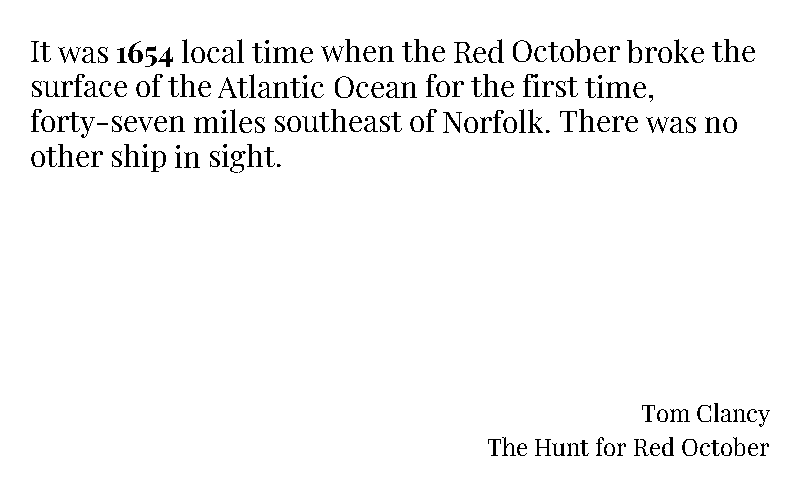 It was 1654 local time when the Red October broke the
surface of the Atlantic Ocean for the first time,
forty-seven miles southeast of Norfolk. There was no
other ship in sight.
Tom Clancy
The Hunt for Red October